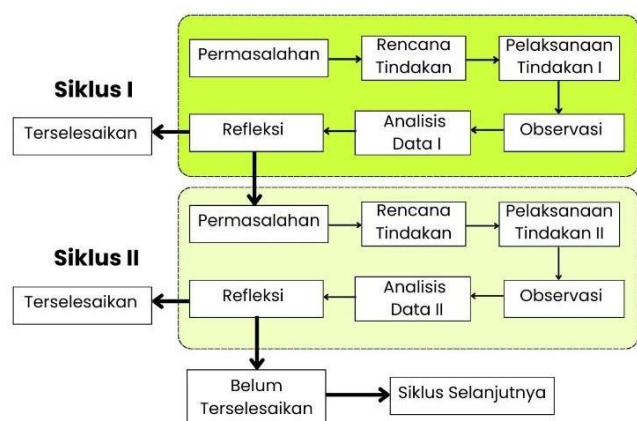 Siklus I
Permasalahan
Rencana
Tindakan
Pelaksanaan
Tindakan I
Terselesaikan
Refleksi
Analisis
Data I
Observasi
Siklus II
Permasalahan
Rencana
Tindakan
Pelaksanaan
Tindakan II
Terselesaikan
Refleksi
Analisis
Data II
Observasi
Belum
Terselesaikan
Siklus Selanjutnya